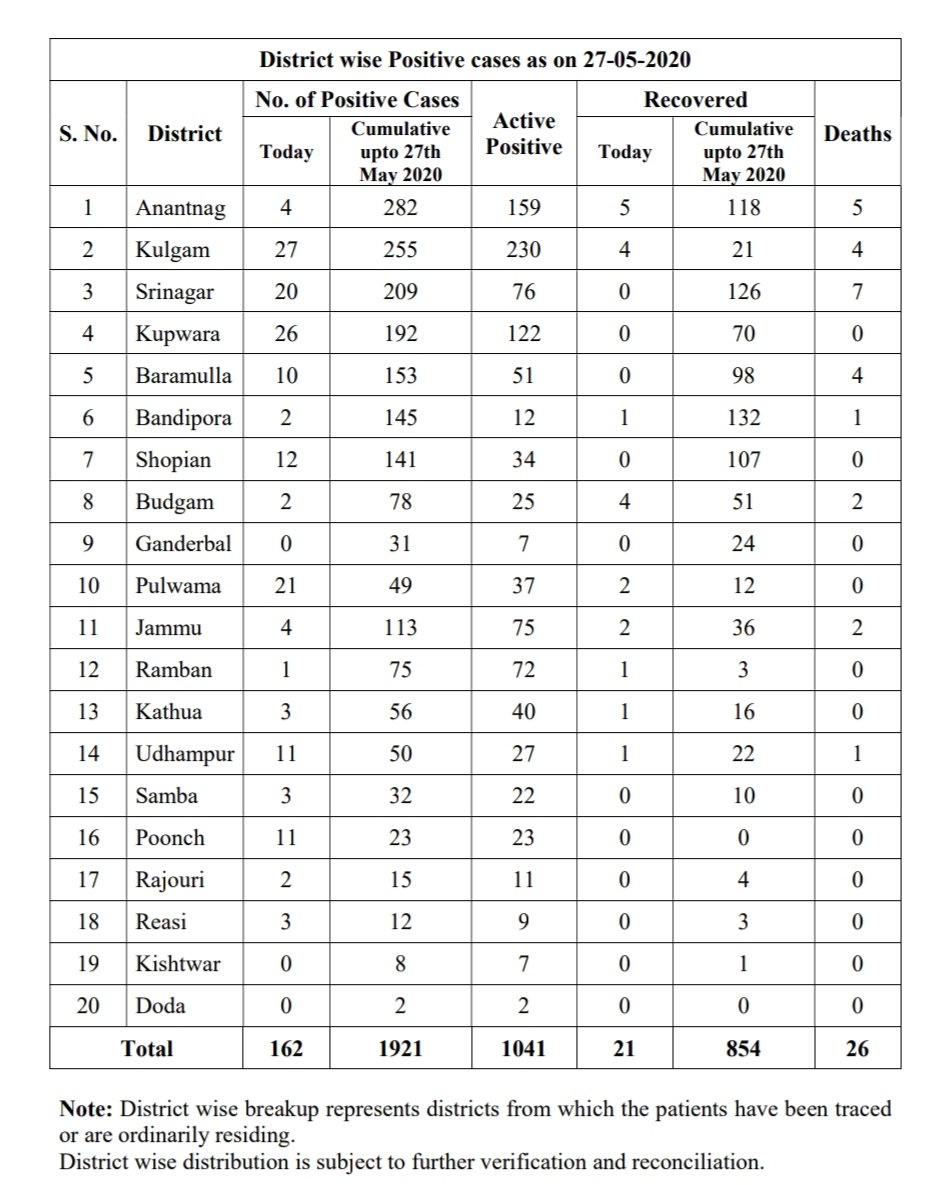 District wise Positive cases as on 27-05-2020
S. No. District No. of Positive Cases Active Positive Recovered Deaths
Today Cumulative upto 27th May 2020 Today Cumulative upto 27th May 2020
1 Anantnag 4 282 159 5 118 5
2 Kulgam 27 255 230 4 21 4
3 Srinagar 20 209 76 0 126 7
4 Kupwara 26 192 122 0 70 0
5 Baramulla 10 153 51 0 98 4
6 Bandipora 2 145 12 1 132 1
7 Shopian 12 141 34 0 107 0
8 Budgam 2 78 25 4 51 2
9 Ganderbal 0 31 7 0 24 0
10 Pulwama 21 49 37 2 12 0
11 Jammu 4 113 75 2 36 2
12 Ramban 1 75 72 1 3 0
13 Kathua 3 56 40 1 16 0
14 Udhampur 11 50 27 1 22 1
15 Samba 3 32 22 0 10 0
16 Poonch 11 23 23 0 0 0
17 Rajouri 2 15 11 0 4 0
18 Reasi 3 12 9 0 3 0
19 Kishtwar 0 8 7 0 1 0
20 Doda 0 2 2 0 0 0
Total 162 1921 1041 21 854 26
Note: District wise breakup represents districts from which the patients have been traced
or are ordinarily residing.
District wise distribution is subject to further verification and reconciliation.